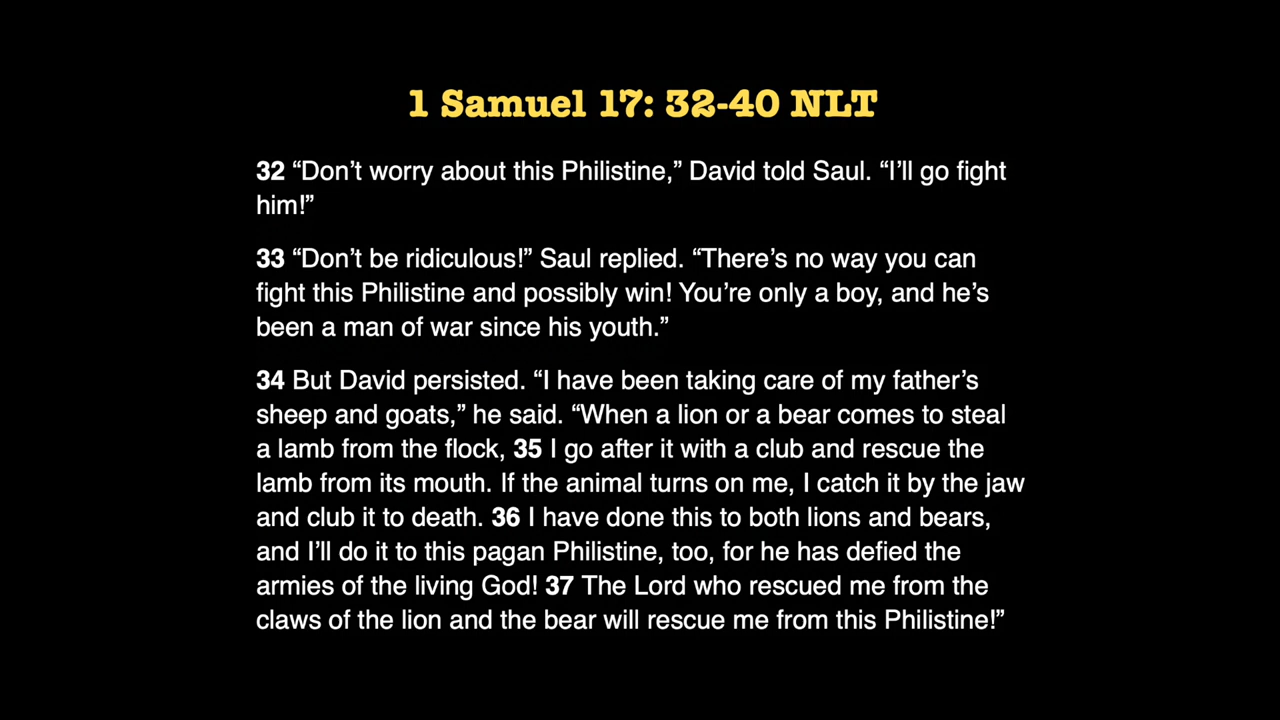 1 Samuel 17: 32-40 NLT
32 “Don’t worry about this Philistine,” David told Saul. “I’ll go fight
him!”
33 “Don’t be ridiculous!” Saul replied. “There’s no way you can
fight this Philistine and possibly win! You’re only a boy, and he’s
been a man of war since his youth.”
34 But David persisted. “I have been taking care of my father’s
sheep and goats,” he said. “When a lion or a bear comes to steal
a lamb from the flock, 35 I go after it with a club and rescue the
lamb from its mouth. If the animal turns on me, I catch it by the jaw
and club it to death. 36 I have done this to both lions and bears,
and I’ll do it to this pagan Philistine, too, for he has defied the
armies of the living God! 37 The Lord who rescued me from the
claws of the lion and the bear will rescue me from this Philistine!”